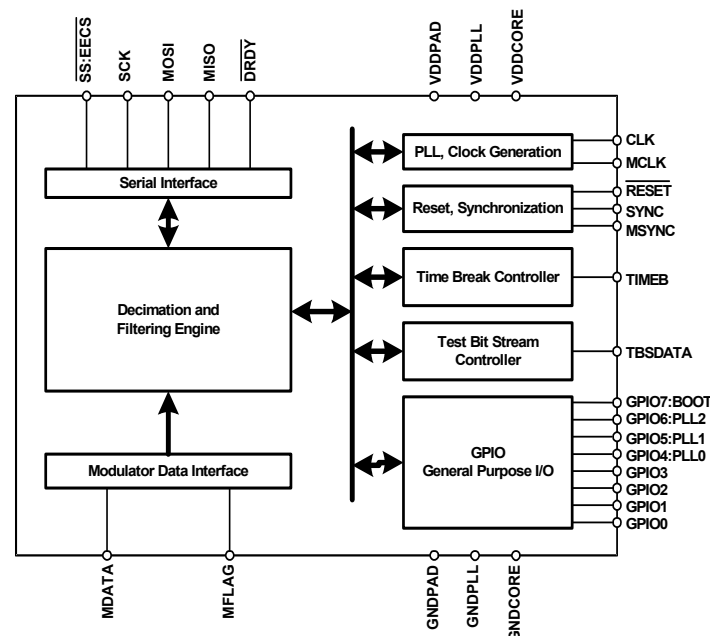 SS:EECS
SCK
MOSI
MISO
DRDY
VDDPAD
VDDPLL
VDDCORE
Serial Interface
Decimation and
Filtering Engine
Modulator Data Interface
PLL, Clock Generation
CLK
MCLK
Reset, Synchronization
RESET
SYNC
MSYNC
Time Break Controller
TIMEB
Test Bit Stream
Controller
TBSDATA
GPIO
General Purpose I/O
GPIO7:BOOT
GPIO6:PLL2
GPIO5:PLL1
GPIO4:PLL0
GPIO3
GPIO2
GPIO1
GPIO0
MDATA
MFLAG
GNDPAD
GNDPLL
GNDCORE